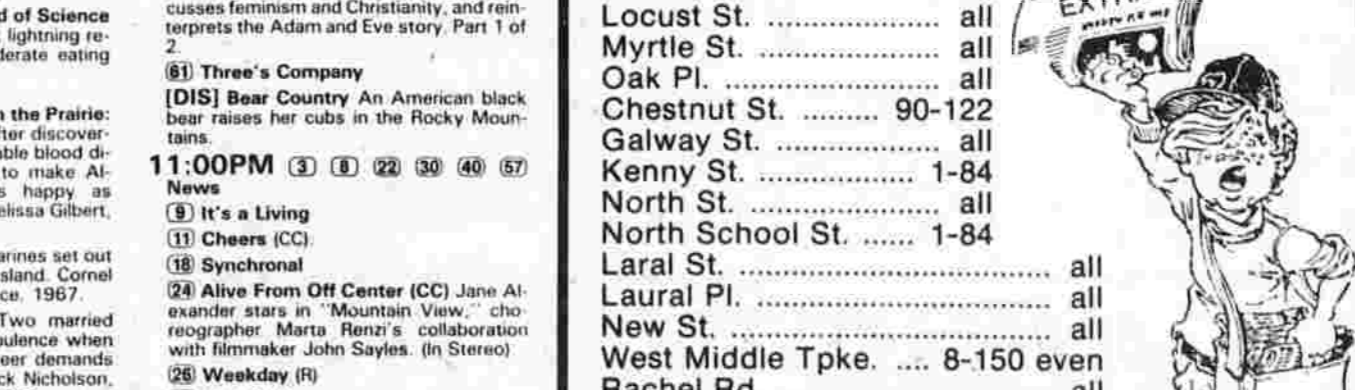 d of Science
lightning re-
derate eating
n the Prairie:
fter discover-
able blood di-
to make Al-
s happy as
elissa Gilbert,
arines set out
sland. Cornel
ce. 1967.
Two married
bulence when
eer demands
ck Nicholson,
cusses feminism and Christianity, and rein-
terprets the Adam and Eve story. Part 1 of
2.
(61) Three's Company
[DIS] Bear Country An American black
bear raises her cubs in the Rocky Moun-
tains.
11:00PM (3) (8) (22) (30) (40) (57)
News
(9) It's a Living
(11) Cheers (CC).
(18) Synchronal
(24) Alive From Off Center (CC) Jane Al-
exander stars in "Mountain View," cho-
reographer Marta Renzi's collaboration
with filmmaker John Sayles. (In Stereo)
(26) Weekday (R)
Locust St. .................... all
Myrtle St. .................... all
Oak Pl. ........................ all
Chestnut St. ......... 90-122
Galway St. ................... all
Kenny St. ................ 1-84
North St. ..................... all
North School St. ...... 1-84
Laral St. ............................... all
Laural Pl. ............................. all
New St. ................................ all
West Middle Tpke. .... 8-150 even
Rachel Rd. all